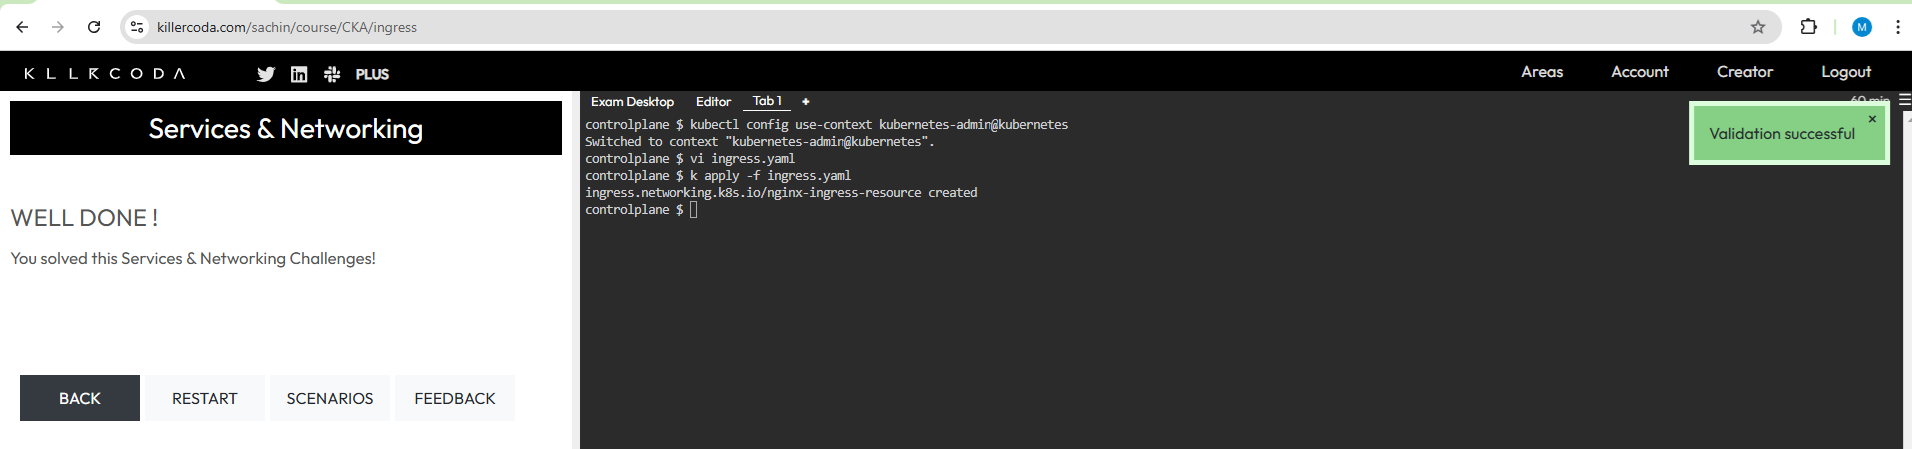 killercoda.com/sachin/course/CKA/ingress
M
KLLRCODA
PLUS
Areas Account Creator Logout
Services & Networking
WELL DONE !
You solved this Services & Networking Challenges!
BACK RESTART SCENARIOS FEEDBACK
Exam Desktop Editor Tab 1 +
60 min
controlplane $ kubectl config use-context kubernetes-admin@kubernetes
Switched to context "kubernetes-admin@kubernetes".
controlplane $ vi ingress.yaml
controlplane $ k apply -f ingress.yaml
ingress.networking.k8s.io/nginx-ingress-resource created
controlplane $
Validation successful